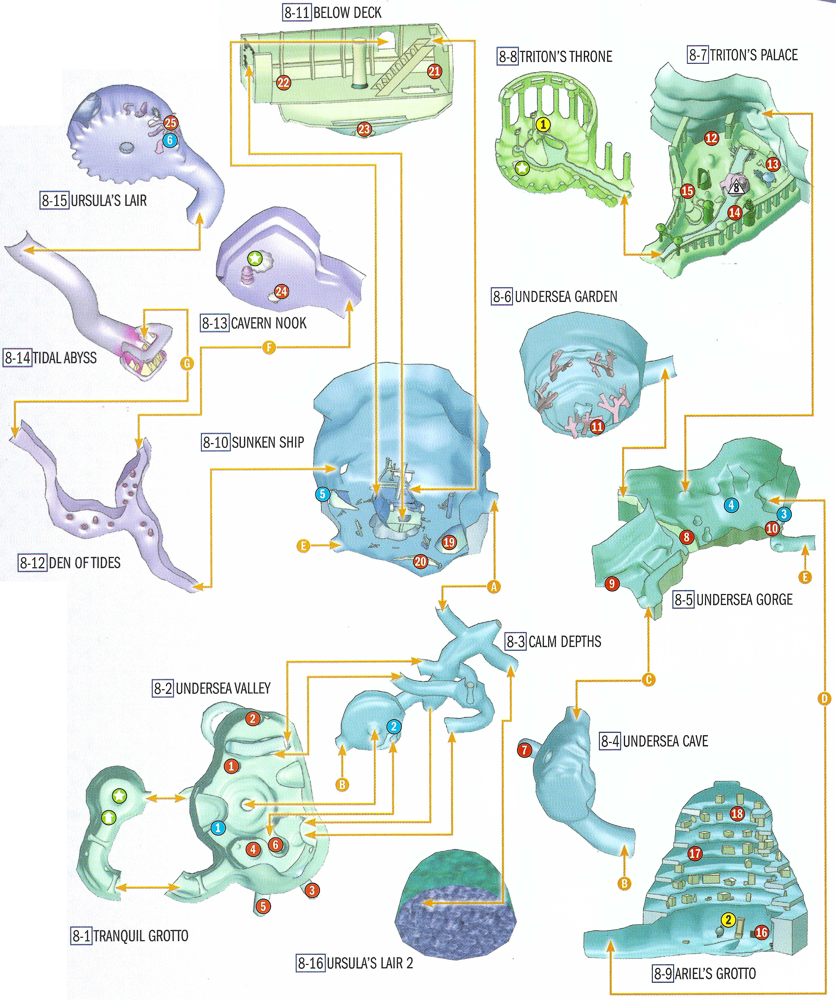 8-11 BELOW DECK
8-8 TRITON'S THRONE
8-7 TRITON'S PALACE
21
22
23
1
12
13
8
15
14
25
6
8-15 URSULA'S LAIR
24
8-13 CAVERN NOOK
F
G
8-14 TIDAL ABYSS
8-6 UNDERSEA GARDEN
11
8-10 SUNKEN SHIP
5
E
19
20
A
4
3
10
8
9
E
8-5 UNDERSEA GORGE
8-12 DEN OF TIDES
8-3 CALM DEPTHS
8-2 UNDERSEA VALLEY
2
1
1
4
6
3
5
2
B
C
D
8-4 UNDERSEA CAVE
7
B
8-1 TRANQUIL GROTTO
8-16 URSULA'S LAIR 2
18
17
2
16
8-9 ARIEL'S GROTTO